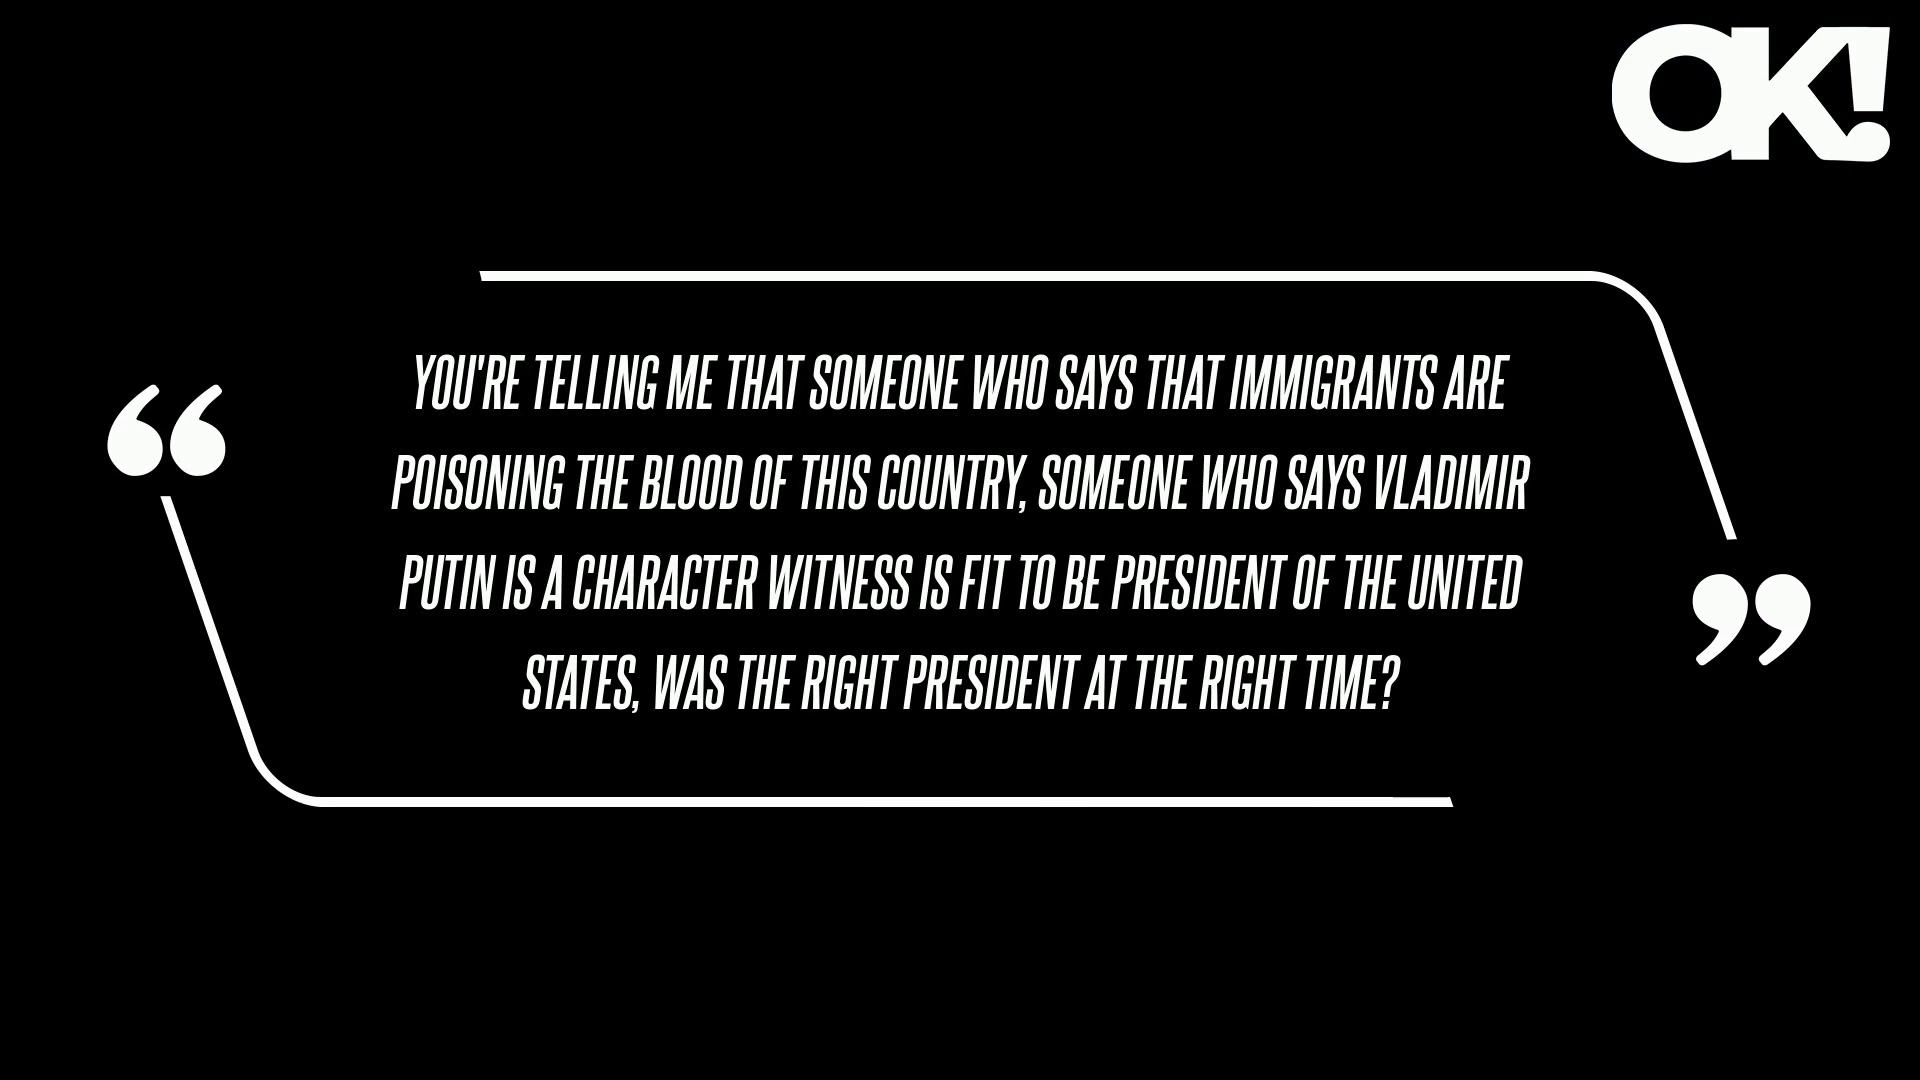 OK!
YOU'RE TELLING ME THAT SOMEONE WHO SAYS THAT IMMIGRANTS ARE
POISONING THE BLOOD OF THIS COUNTRY, SOMEONE WHO SAYS VLADIMIR
PUTIN IS A CHARACTER WITNESS IS FIT TO BE PRESIDENT OF THE UNITED
STATES, WAS THE RIGHT PRESIDENT AT THE RIGHT TIME?